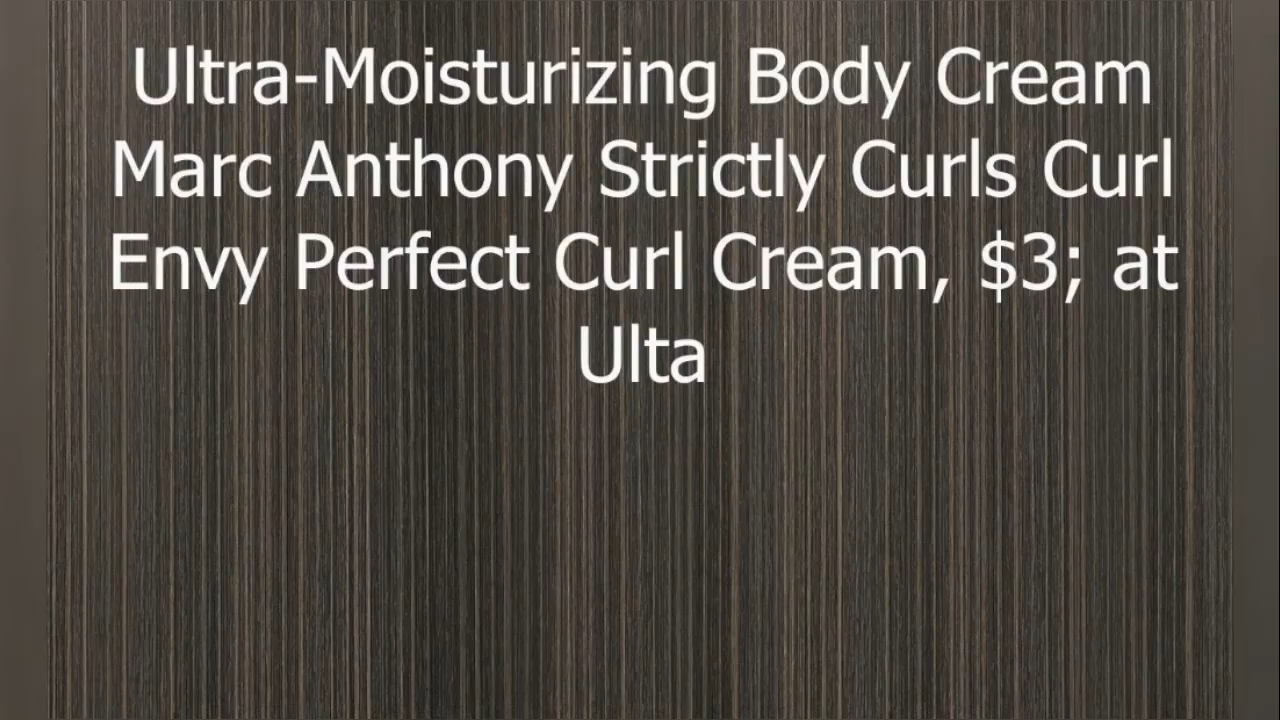 Ultra-Moisturizing Body Cream
Marc Anthony Strictly Curls Curl
Envy Perfect Curl Cream, $3; at
Ulta